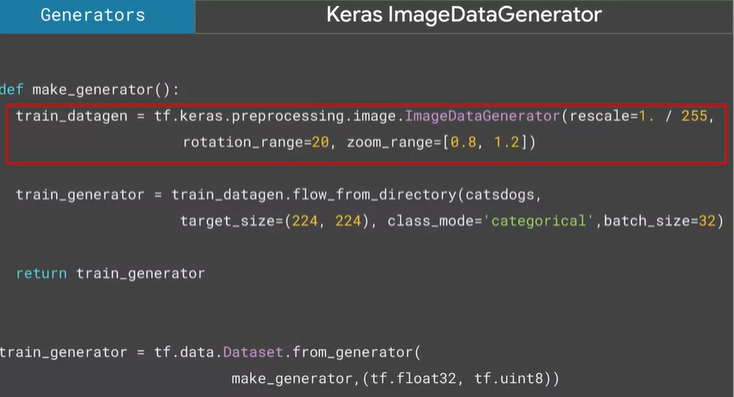 Generators
Keras ImageDataGenerator
def make_generator():
train_datagen = tf.keras.preprocessing.image.ImageDataGenerator(rescale=1. / 255,
rotation_range=20, zoom_range=[0.8, 1.2])
train_generator = train_datagen.flow_from_directory(catsdogs,
target_size=(224, 224), class_mode='categorical',batch_size=32)
return train_generator
train_generator = tf.data.Dataset.from_generator(
make_generator,(tf.float32, tf.uint8))